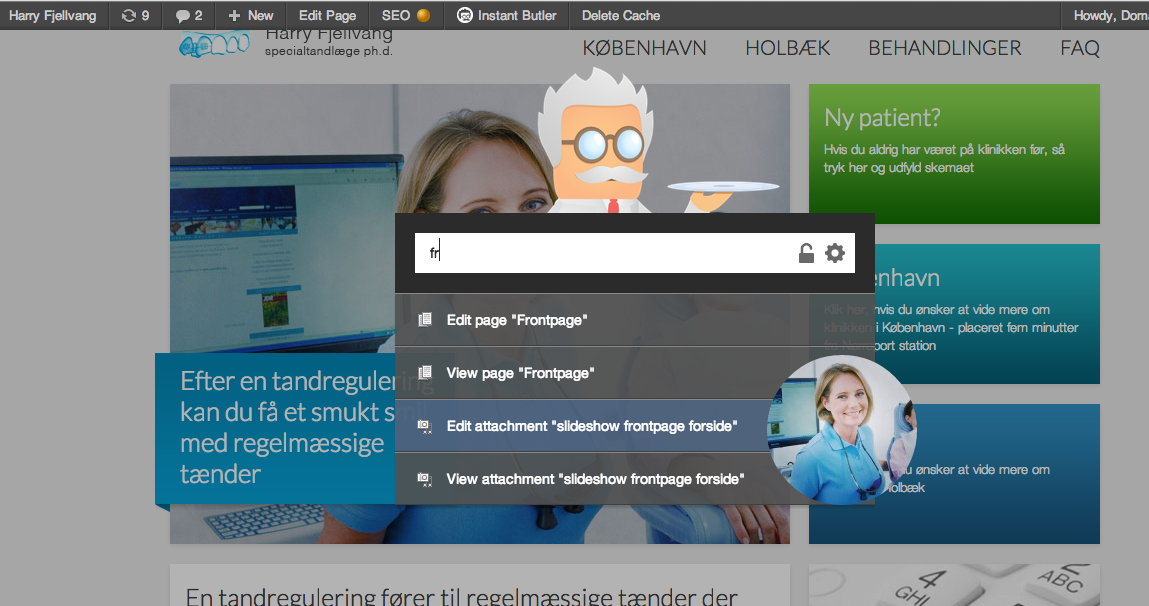 Harry Fjellvang
9
2
New
Edit Page
SEO
Instant Butler
Delete Cache
Howdy, Dom
Harry Fjellvang
specialtandlæge ph.d.
KØBENHAVN
HOLBÆK
BEHANDLINGER
FAQ
Ny patient?
Hvis du aldrig har været på klinikken før, så
tryk her og udfyld skemaet
fr
Edit page "Frontpage"
View page "Frontpage"
Edit attachment "slideshow frontpage forside"
View attachment "slideshow frontpage forside"
Efter en tandregulering
kan du få et smukt smil
med regelmæssige
tænder
enhavn
Klik her, hvis du ønsker at vide mere om
klinikken i København - placeret fem minutter
fra Nørreport station
du ønsker at vide mere om
olbæk
En tandregulering fører til regelmæssige tænder der
4
GHI
2
ABC